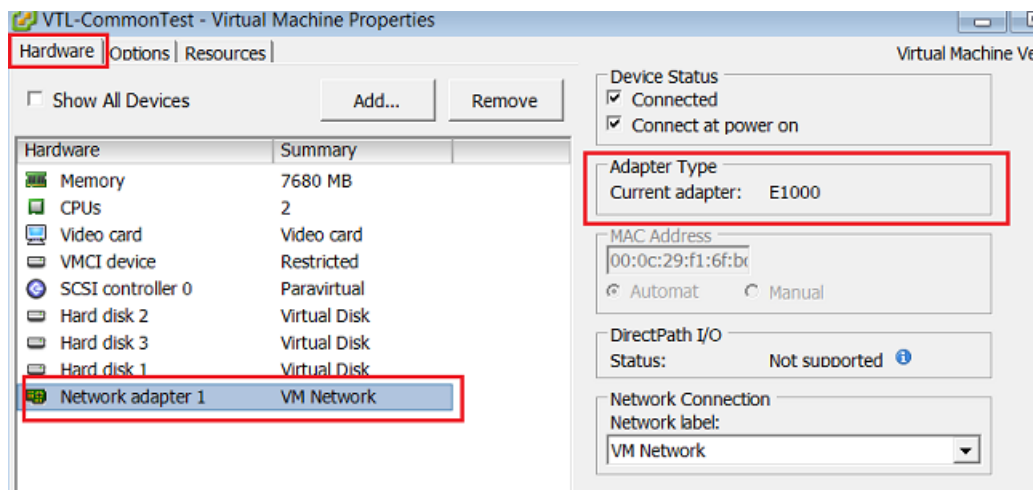 VTL-CommonTest - Virtual Machine Properties
Hardware Options Resources
Virtual Machine Ve
Show All Devices
Add...
Remove
Hardware Summary
Memory 7680 MB
CPUs 2
Video card Video card
VMCI device Restricted
SCSI controller 0 Paravirtual
Hard disk 2 Virtual Disk
Hard disk 3 Virtual Disk
Hard disk 1 Virtual Disk
Network adapter 1 VM Network
Device Status
Connected
Connect at power on
Adapter Type
Current adapter: E1000
MAC Address
00:0c:29:f1:6f:bc
Automat Manual
DirectPath I/O
Status: Not supported
Network Connection
Network label:
VM Network